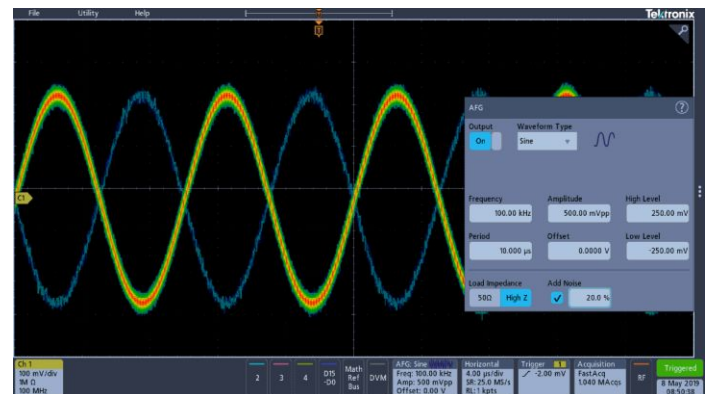 File Utility Help
Tektronix
T
C1
AFG
?
Output Waveform Type
On Sine
Frequency Amplitude High Level
100.00 kHz 500.00 mVpp 250.00 mV
Period Offset Low Level
10.000 µs 0.0000 V -250.00 mV
Load Impedance Add Noise
50Ω High Z 20.0 %
Ch 1
100 mV/div
1M Ω
100 MHz
2 3 4
D15
-D0
Math
Ref
Bus
DVM
AFG: Sine
Freq: 100.00 kHz
Amp: 500 mVpp
Offset: 0.00 V
Horizontal
4.00 µs/div
SR: 25.0 MS/s
RL: 1 kpts
Trigger 1
-2.00 mV
Acquisition
FastAcq
1.040 MAcqs
RF
Triggered
8 May 2019
08:50:38